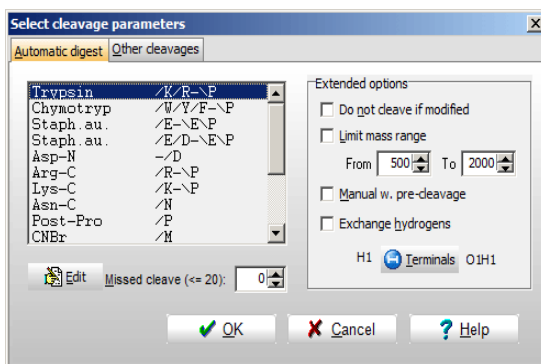 Select cleavage parameters
Automatic digest Other cleavages
Trypsin /K/R-\P
Chymotryp /W/Y/F-\P
Staph.au. /E-\E\P
Staph.au. /E/D-\E\P
Asp-N -/D
Arg-C /R-\P
Lys-C /K-\P
Asn-C /N
Post-Pro /P
CNBr /M
Edit Missed cleave (<= 20): 0
Extended options
Do not cleave if modified
Limit mass range
From 500 To 2000
Manual w. pre-cleavage
Exchange hydrogens
H1 Terminals O1H1
OK Cancel ? Help